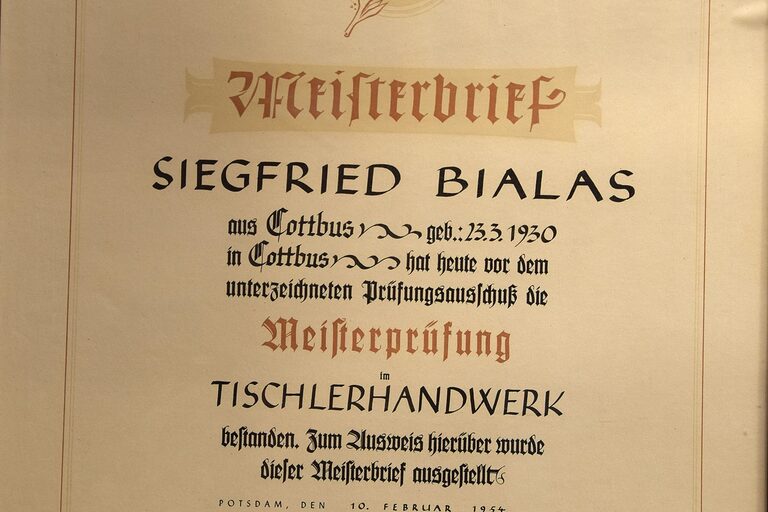 Meisterbrief
SIEGFRIED BIALAS
aus Cottbus geb.: 23.3.1930
in Cottbus hat heute vor dem
unterzeichneten Prüfungsausschuß die
Meisterprüfung
im
TISCHLERHANDWERK
bestanden. Zum Ausweis hierüber wurde
dieser Meisterbrief ausgestellt
POTSDAM, DEN 10. FEBRUAR 1954